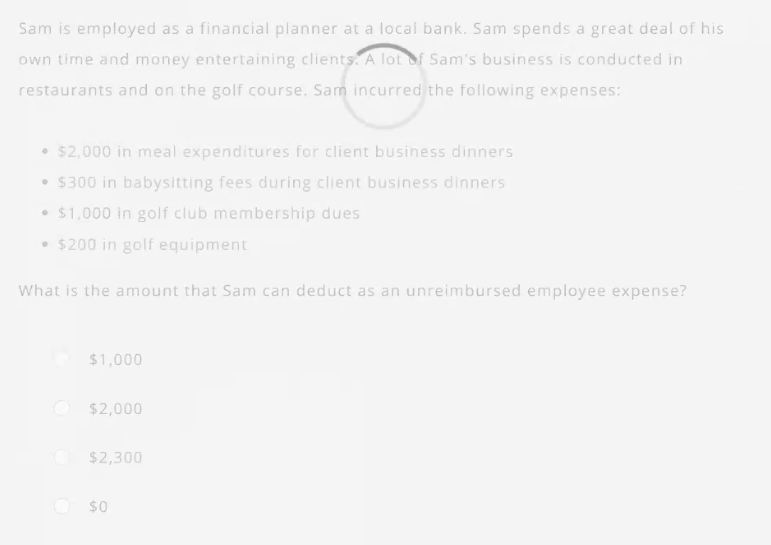 Sam is employed as a financial planner at a local bank. Sam spends a great deal of his
own time and money entertaining clients. A lot of Sam's business is conducted in
restaurants and on the golf course. Sam incurred the following expenses:
• $2,000 in meal expenditures for client business dinners
• $300 in babysitting fees during client business dinners
• $1,000 in golf club membership dues
• $200 in golf equipment
What is the amount that Sam can deduct as an unreimbursed employee expense?
$1,000
$2,000
$2,300
$0